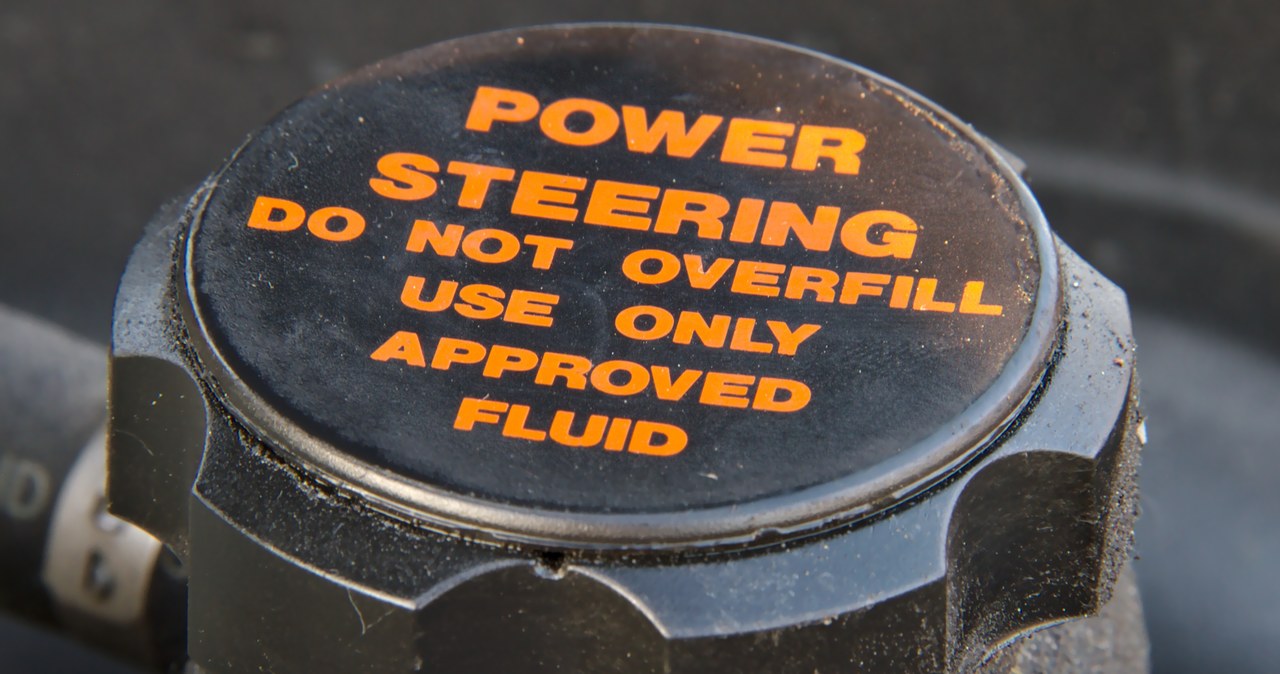 POWER
STEERING
DO NOT OVERFILL
USE ONLY
APPROVED
FLUID